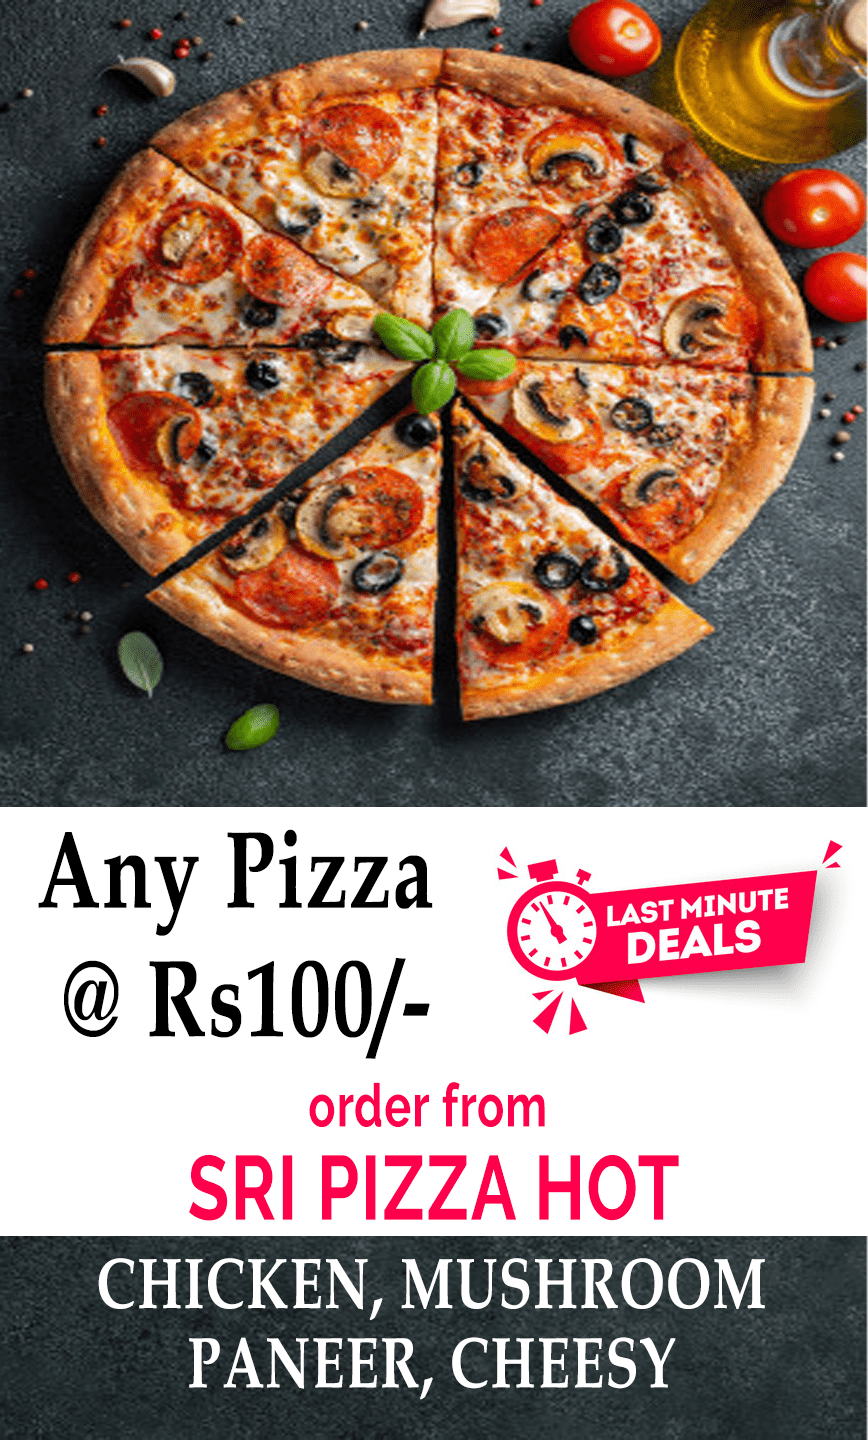 Any Pizza
@ Rs100/-
LAST MINUTE
DEALS
order from
SRI PIZZA HOT
CHICKEN, MUSHROOM
PANEER, CHEESY